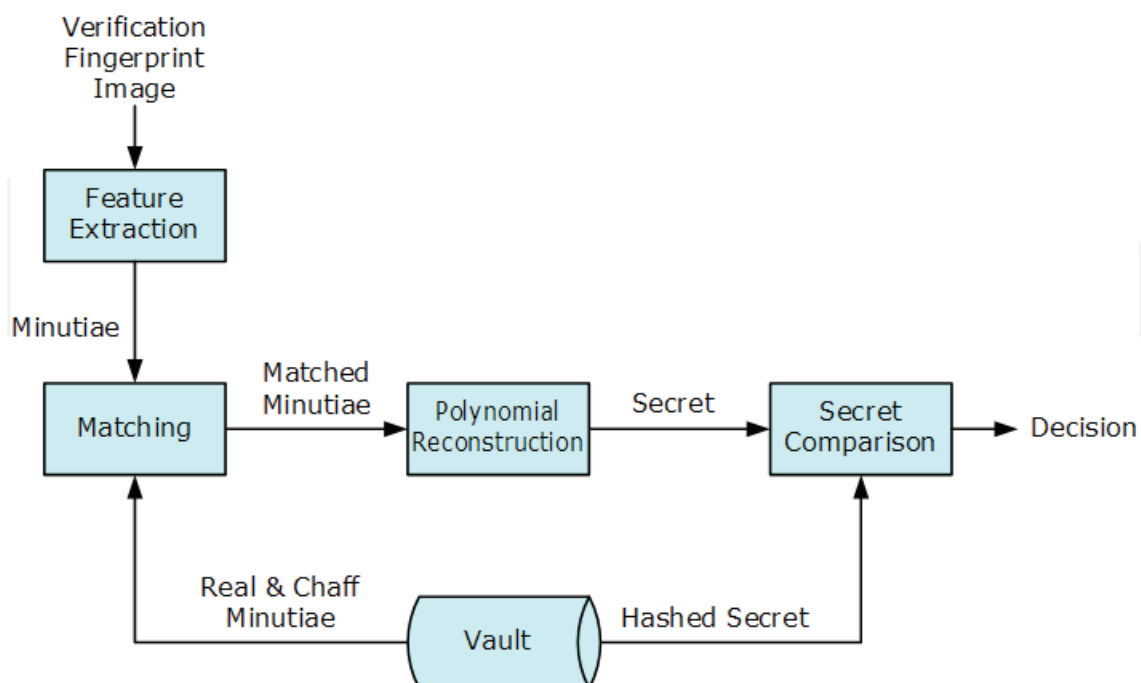 Verification
Fingerprint
Image
Feature
Extraction
Minutiae
Matching
Matched
Minutiae
Polynomial
Reconstruction
Secret
Secret
Comparison
Decision
Real & Chaff
Minutiae
Vault
Hashed Secret